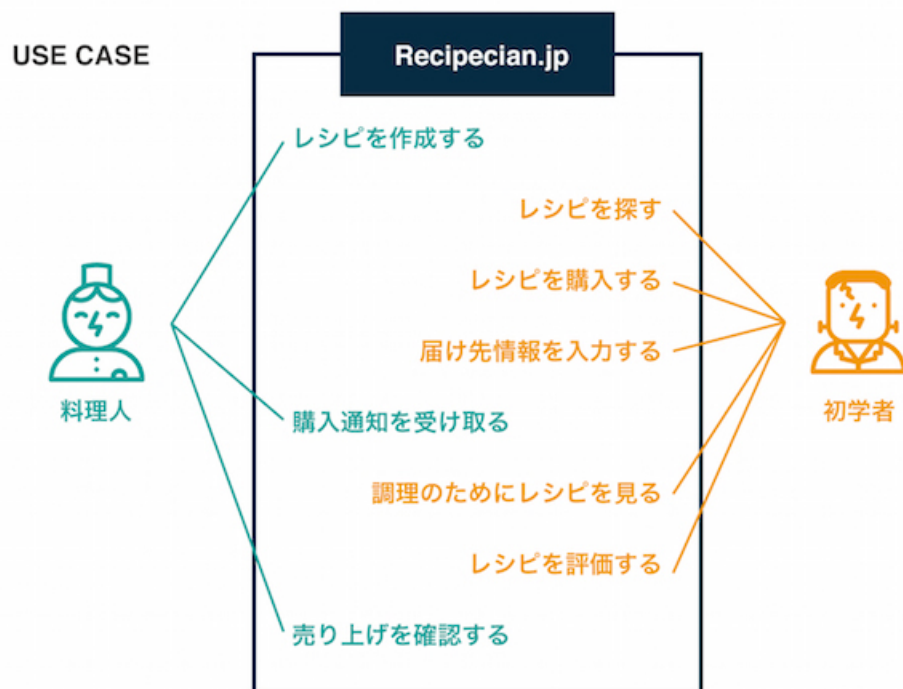 USE CASE
Recipecian.jp
レシピを作成する
レシピを探す
レシピを購入する
届け先情報を入力する
料理人
初学者
購入通知を受け取る
調理のためにレシピを見る
レシピを評価する
売り上げを確認する